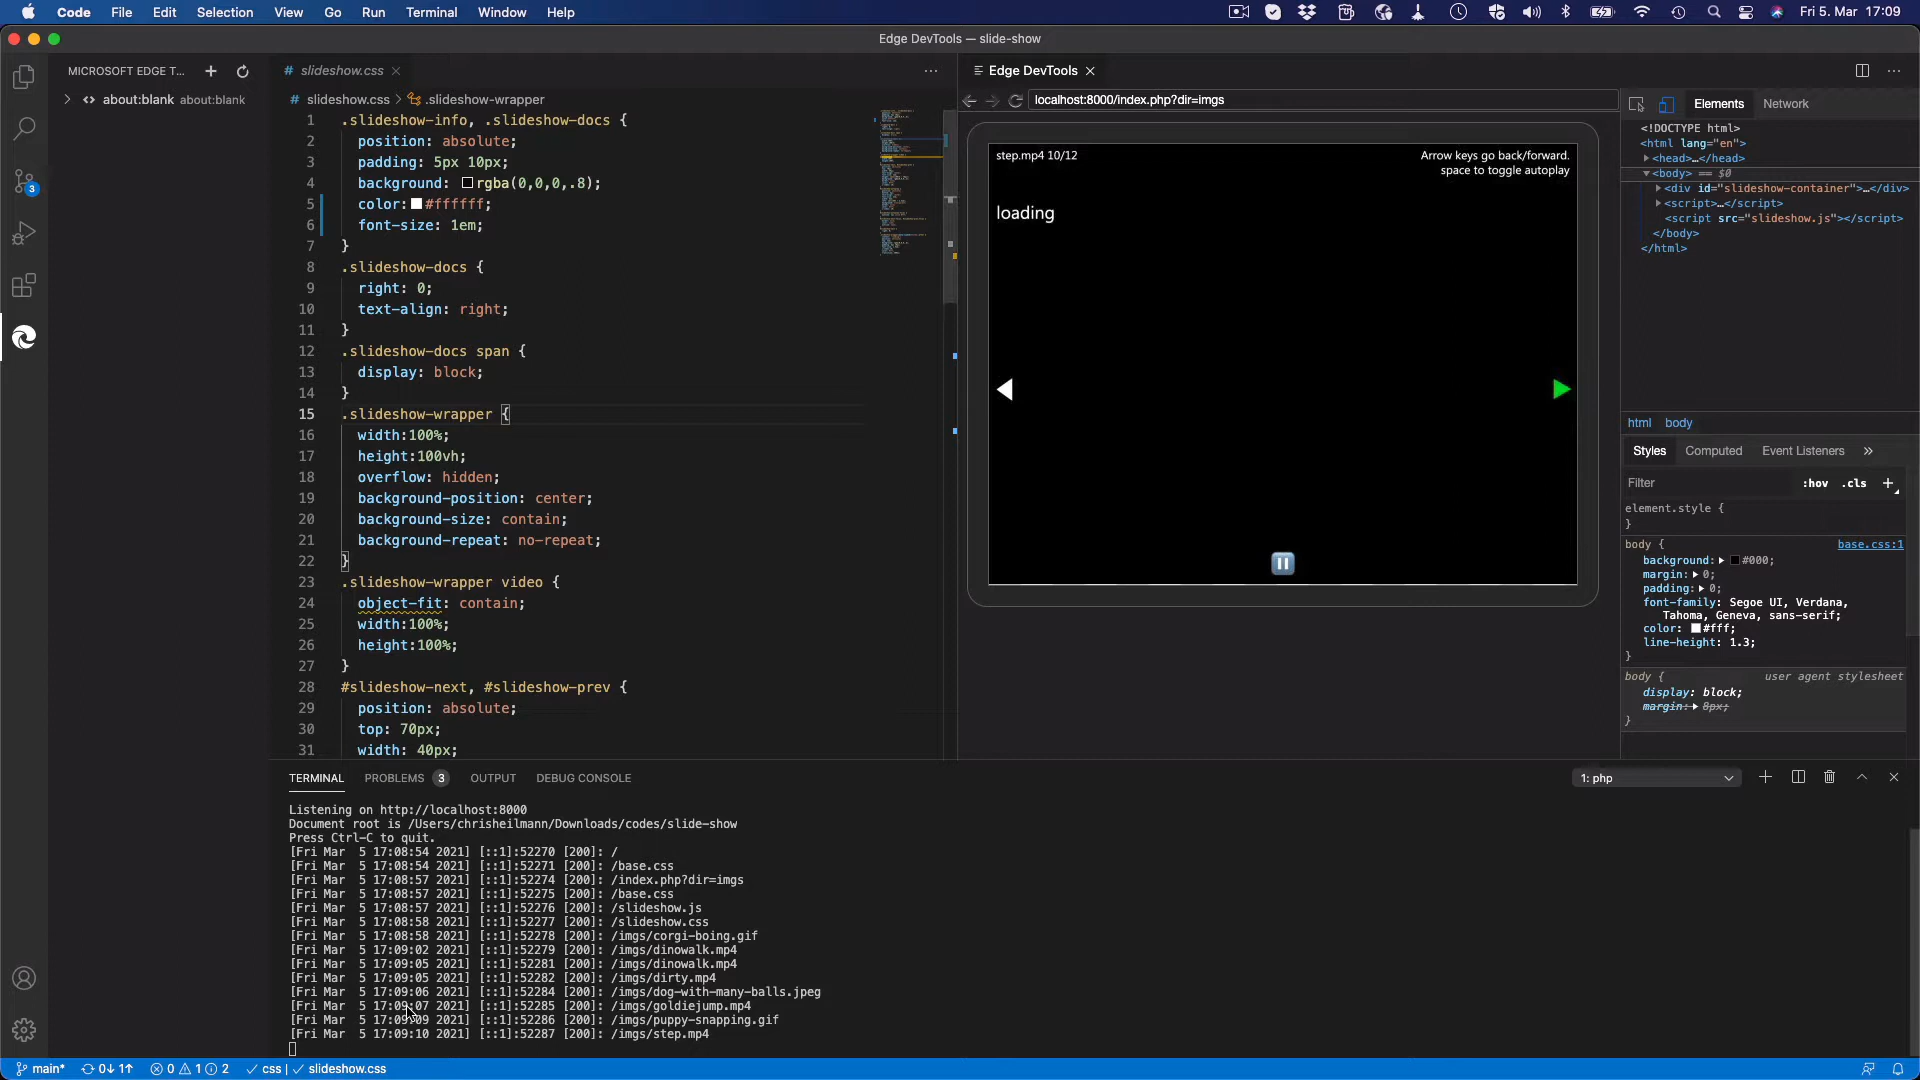 Code File Edit Selection View Go Run Terminal Window Help Fri 5. Mar 17:09
Edge DevTools — slide-show
MICROSOFT EDGE T...
about:blank about:blank
3
# slideshow.css
# slideshow.css > .slideshow-wrapper
1 .slideshow-info, .slideshow-docs {
2 position: absolute;
3 padding: 5px 10px;
4 background: rgba(0,0,0,.8);
5 color: #ffffff;
6 font-size: 1em;
7 }
8 .slideshow-docs {
9 right: 0;
10 text-align: right;
11 }
12 .slideshow-docs span {
13 display: block;
14 }
15 .slideshow-wrapper {
16 width:100%;
17 height:100vh;
18 overflow: hidden;
19 background-position: center;
20 background-size: contain;
21 background-repeat: no-repeat;
22 }
23 .slideshow-wrapper video {
24 object-fit: contain;
25 width:100%;
26 height:100%;
27 }
28 #slideshow-next, #slideshow-prev {
29 position: absolute;
30 top: 70px;
31 width: 40px;
Edge DevTools
localhost:8000/index.php?dir=imgs
step.mp4 10/12
Arrow keys go back/forward.
space to toggle autoplay
loading
Elements Network
<!DOCTYPE html>
<html lang="en">
<head>…</head>
<body> == $0
<div id="slideshow-container">…</div>
<script>…</script>
<script src="slideshow.js"></script>
</body>
</html>
html body
Styles Computed Event Listeners »
Filter :hov .cls +
element.style {
}
body { base.css:1
background: #000;
margin: 0;
padding: 0;
font-family: Segoe UI, Verdana,
Tahoma, Geneva, sans-serif;
color: #fff;
line-height: 1.3;
}
body { user agent stylesheet
display: block;
margin: 8px;
}
TERMINAL PROBLEMS 3 OUTPUT DEBUG CONSOLE 1: php
Listening on http://localhost:8000
Document root is /Users/chrisheilmann/Downloads/codes/slide-show
Press Ctrl-C to quit.
[Fri Mar  5 17:08:54 2021] [::1]:52270 [200]: /
[Fri Mar  5 17:08:54 2021] [::1]:52271 [200]: /base.css
[Fri Mar  5 17:08:57 2021] [::1]:52274 [200]: /index.php?dir=imgs
[Fri Mar  5 17:08:57 2021] [::1]:52275 [200]: /base.css
[Fri Mar  5 17:08:57 2021] [::1]:52276 [200]: /slideshow.js
[Fri Mar  5 17:08:58 2021] [::1]:52277 [200]: /slideshow.css
[Fri Mar  5 17:08:58 2021] [::1]:52278 [200]: /imgs/corgi-boing.gif
[Fri Mar  5 17:09:02 2021] [::1]:52279 [200]: /imgs/dinowalk.mp4
[Fri Mar  5 17:09:05 2021] [::1]:52281 [200]: /imgs/dinowalk.mp4
[Fri Mar  5 17:09:05 2021] [::1]:52282 [200]: /imgs/dirty.mp4
[Fri Mar  5 17:09:06 2021] [::1]:52284 [200]: /imgs/dog-with-many-balls.jpeg
[Fri Mar  5 17:09:07 2021] [::1]:52285 [200]: /imgs/goldiejump.mp4
[Fri Mar  5 17:09:09 2021] [::1]:52286 [200]: /imgs/puppy-snapping.gif
[Fri Mar  5 17:09:10 2021] [::1]:52287 [200]: /imgs/step.mp4
main* 0↓ 1↑ 0 1 2 css | slideshow.css